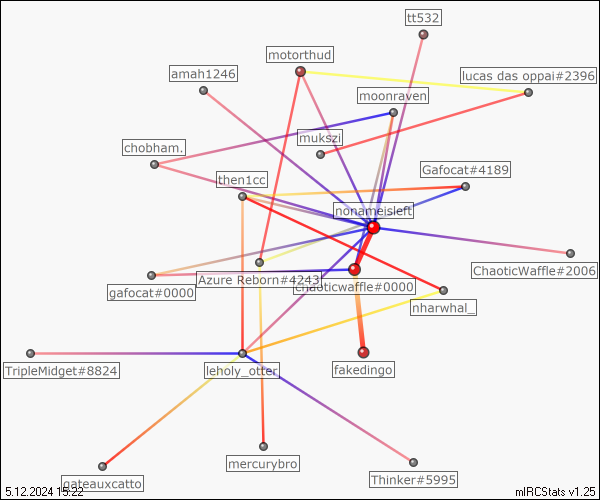 tt532
motorthud
amah1246
lucas das oppai#2396
moonraven
mukszi
chobham.
Gafocat#4189
then1cc
nonameisleft
ChaoticWaffle#2006
Azure Reborn#4243
chaoticwaffle#0000
gafocat#0000
nharwhal_
TripleMidget#8824
leholy_otter
fakedingo
mercurybro
Thinker#5995
gateauxcatto
5.12.2024 15:22
mIRCStats v1.25